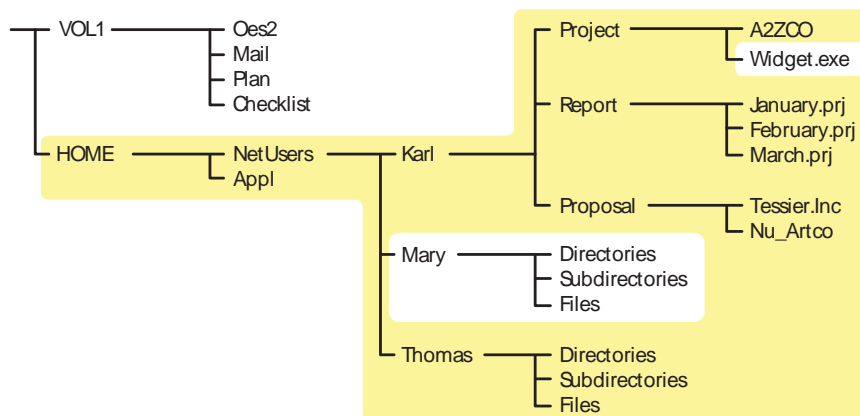 VOL1 Oes2 Project A2ZCO
Mail Widget.exe
Plan
Checklist Report January.prj
February.prj
HOME NetUsers Karl March.prj
Appl
Proposal Tessier.Inc
Nu_Artco
Mary Directories
Subdirectories
Files
Thomas Directories
Subdirectories
Files